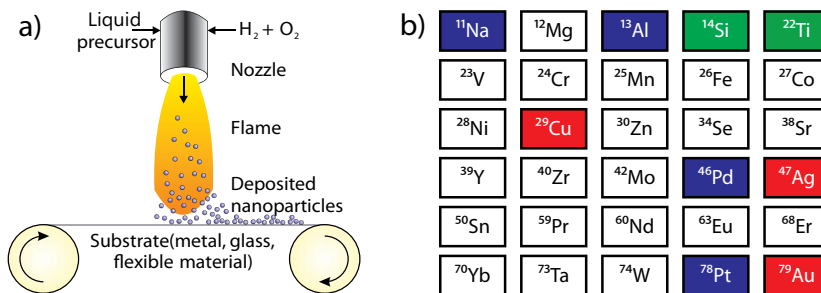 a)
Liquid
precursor
H₂ + O₂
Nozzle
Flame
Deposited
nanoparticles
Substrate(metal, glass,
flexible material)
b)
¹¹Na ¹²Mg ¹³Al ¹⁴Si ²²Ti
²³V ²⁴Cr ²⁵Mn ²⁶Fe ²⁷Co
²⁸Ni ²⁹Cu ³⁰Zn ³⁴Se ³⁸Sr
³⁹Y ⁴⁰Zr ⁴²Mo ⁴⁶Pd ⁴⁷Ag
⁵⁰Sn ⁵⁹Pr ⁶⁰Nd ⁶³Eu ⁶⁸Er
⁷⁰Yb ⁷³Ta ⁷⁴W ⁷⁸Pt ⁷⁹Au